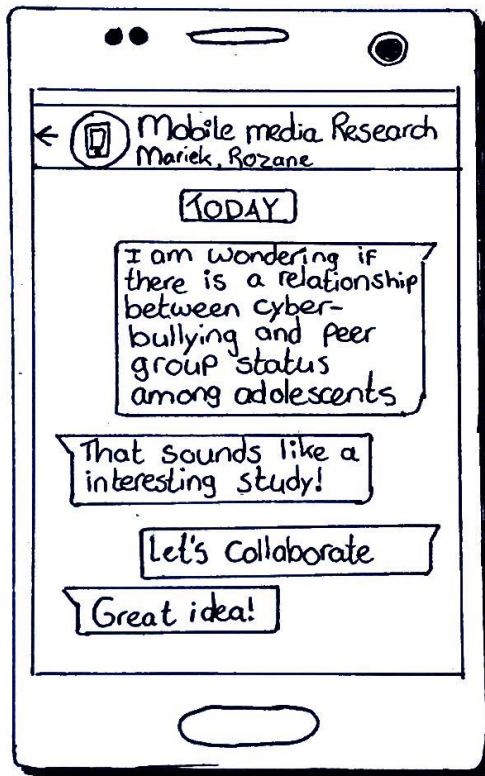 Mobile media Research
Mariek, Rozane
TODAY
I am wondering if
there is a relationship
between cyber-
bullying and peer
group status
among adolescents
That sounds like a
interesting study!
Let's collaborate
Great idea!